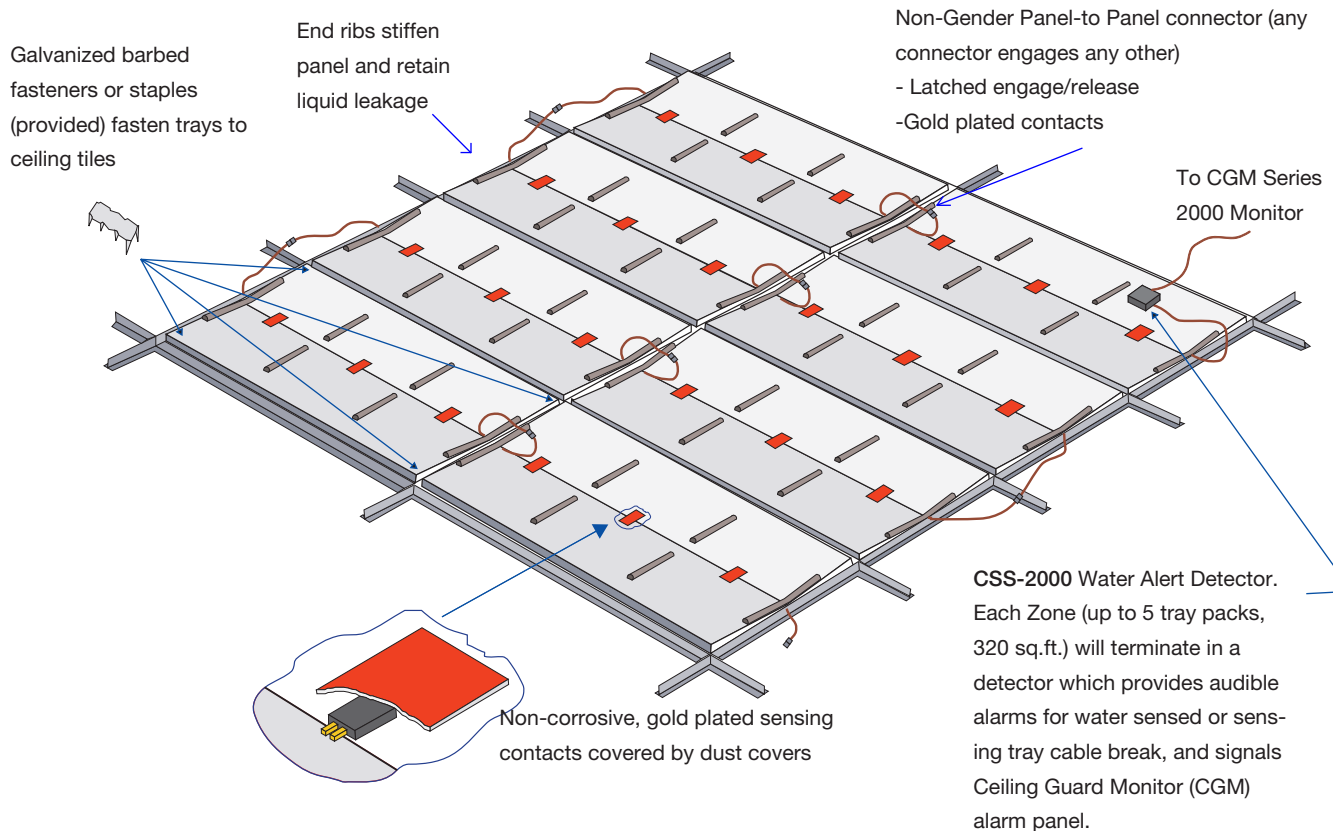 Galvanized barbed
fasteners or staples
(provided) fasten trays to
ceiling tiles
End ribs stiffen
panel and retain
liquid leakage
Non-Gender Panel-to Panel connector (any
connector engages any other)
- Latched engage/release
-Gold plated contacts
To CGM Series
2000 Monitor
Non-corrosive, gold plated sensing
contacts covered by dust covers
CSS-2000 Water Alert Detector.
Each Zone (up to 5 tray packs,
320 sq.ft.) will terminate in a
detector which provides audible
alarms for water sensed or sens-
ing tray cable break, and signals
Ceiling Guard Monitor (CGM)
alarm panel.